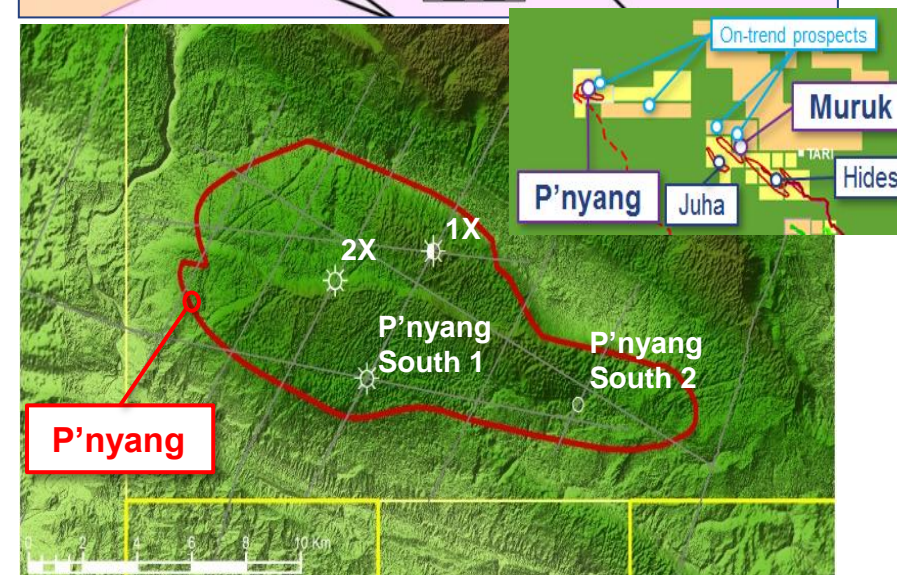 On-trend prospects
Muruk
TARI
P'nyang
Juha
Hides
1X
2X
P'nyang
South 1
P'nyang
South 2
P'nyang
0 2 4 6 8 10 Km